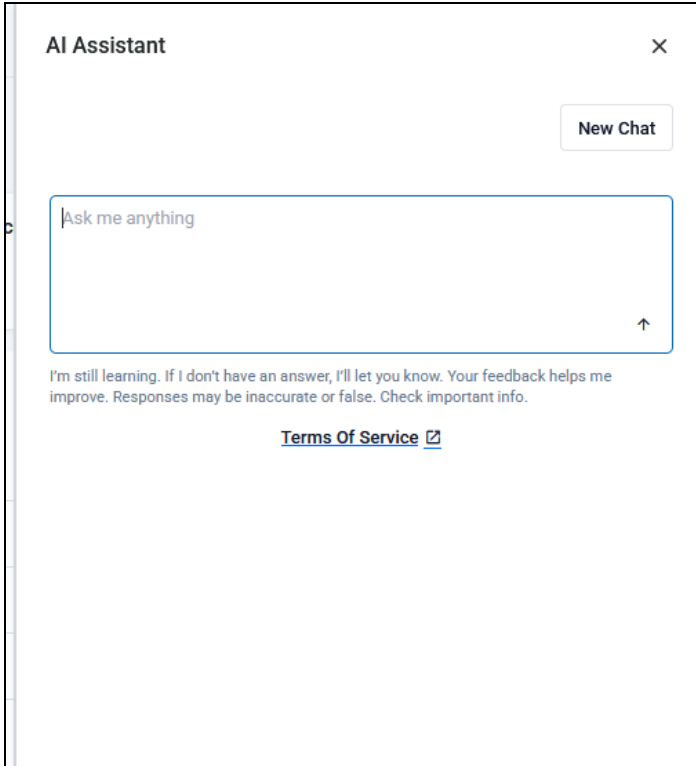 AI Assistant
New Chat
c
Ask me anything
I'm still learning. If I don't have an answer, I'll let you know. Your feedback helps me
improve. Responses may be inaccurate or false. Check important info.
Terms Of Service